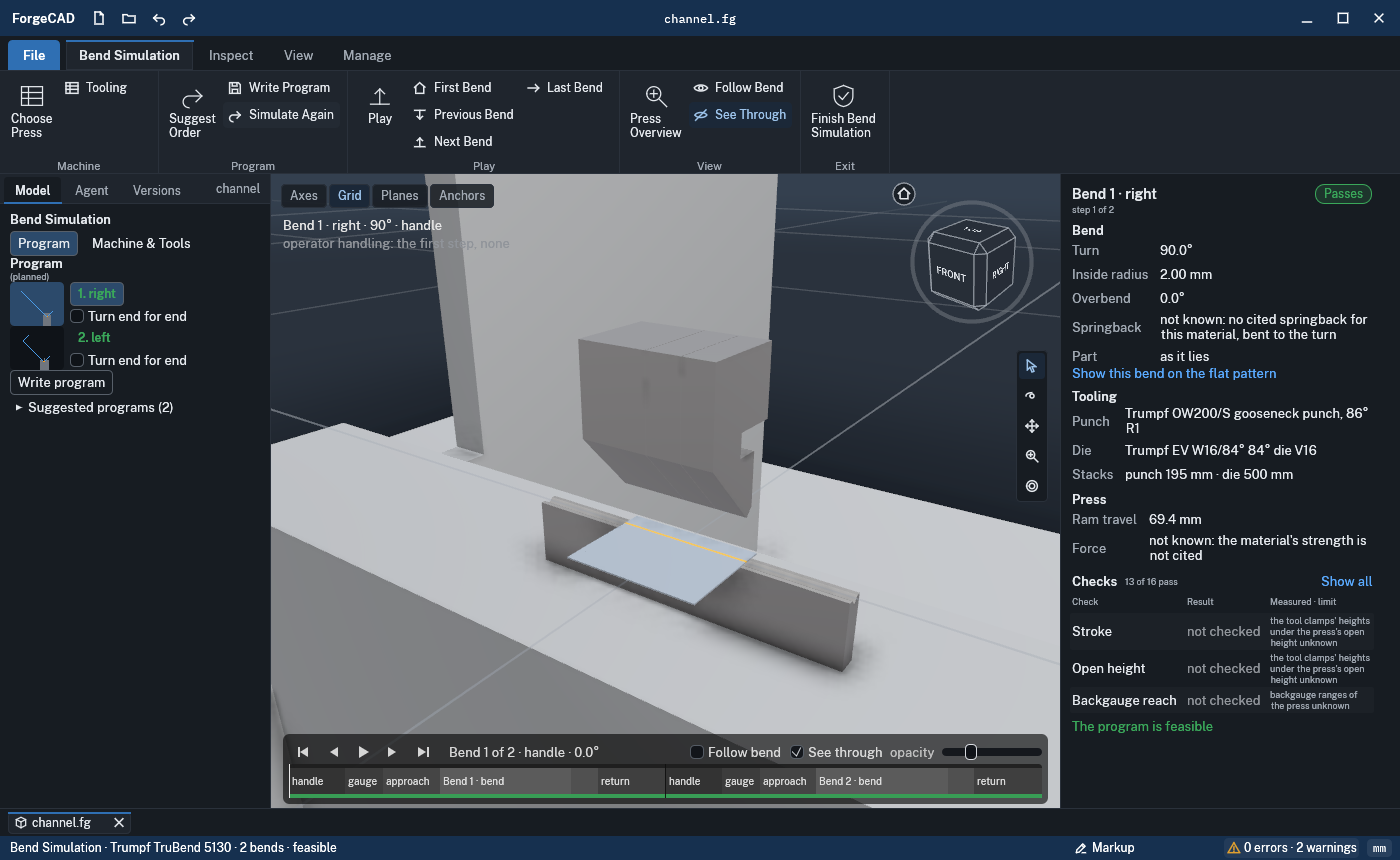 ForgeCAD
channel.fg
File
Bend Simulation
Inspect
View
Manage
Choose Press
Tooling
Machine
Suggest Order
Write Program
Simulate Again
Program
Play
First Bend
Previous Bend
Next Bend
Last Bend
Play
Press Overview
Follow Bend
See Through
View
Finish Bend Simulation
Exit
Model
Agent
Versions
channel
Bend Simulation
Program
Machine & Tools
Program
(planned)
1. right
Turn end for end
2. left
Turn end for end
Write program
Suggested programs (2)
Axes
Grid
Planes
Anchors
Bend 1 · right · 90° · handle
operator handling: the first step, none
FRONT
RIGHT
Bend 1 of 2 · handle · 0.0°
Follow bend
See through
opacity
handle
gauge
approach
Bend 1 · bend
return
handle
gauge
approach
Bend 2 · bend
return
Bend 1 · right
Passes
step 1 of 2
Bend
Turn 90.0°
Inside radius 2.00 mm
Overbend 0.0°
Springback not known: no cited springback for
this material, bent to the turn
Part as it lies
Show this bend on the flat pattern
Tooling
Punch Trumpf OW200/S gooseneck punch, 86°
R1
Die Trumpf EV W16/84° 84° die V16
Stacks punch 195 mm · die 500 mm
Press
Ram travel 69.4 mm
Force not known: the material's strength is
not cited
Checks 13 of 16 pass Show all
Check Result Measured · limit
Stroke not checked the tool clamps' heights
under the press's open
height unknown
Open height not checked the tool clamps' heights
under the press's open
height unknown
Backgauge reach not checked backgauge ranges of
the press unknown
The program is feasible
channel.fg
Bend Simulation · Trumpf TruBend 5130 · 2 bends · feasible
Markup
0 errors · 2 warnings
mm